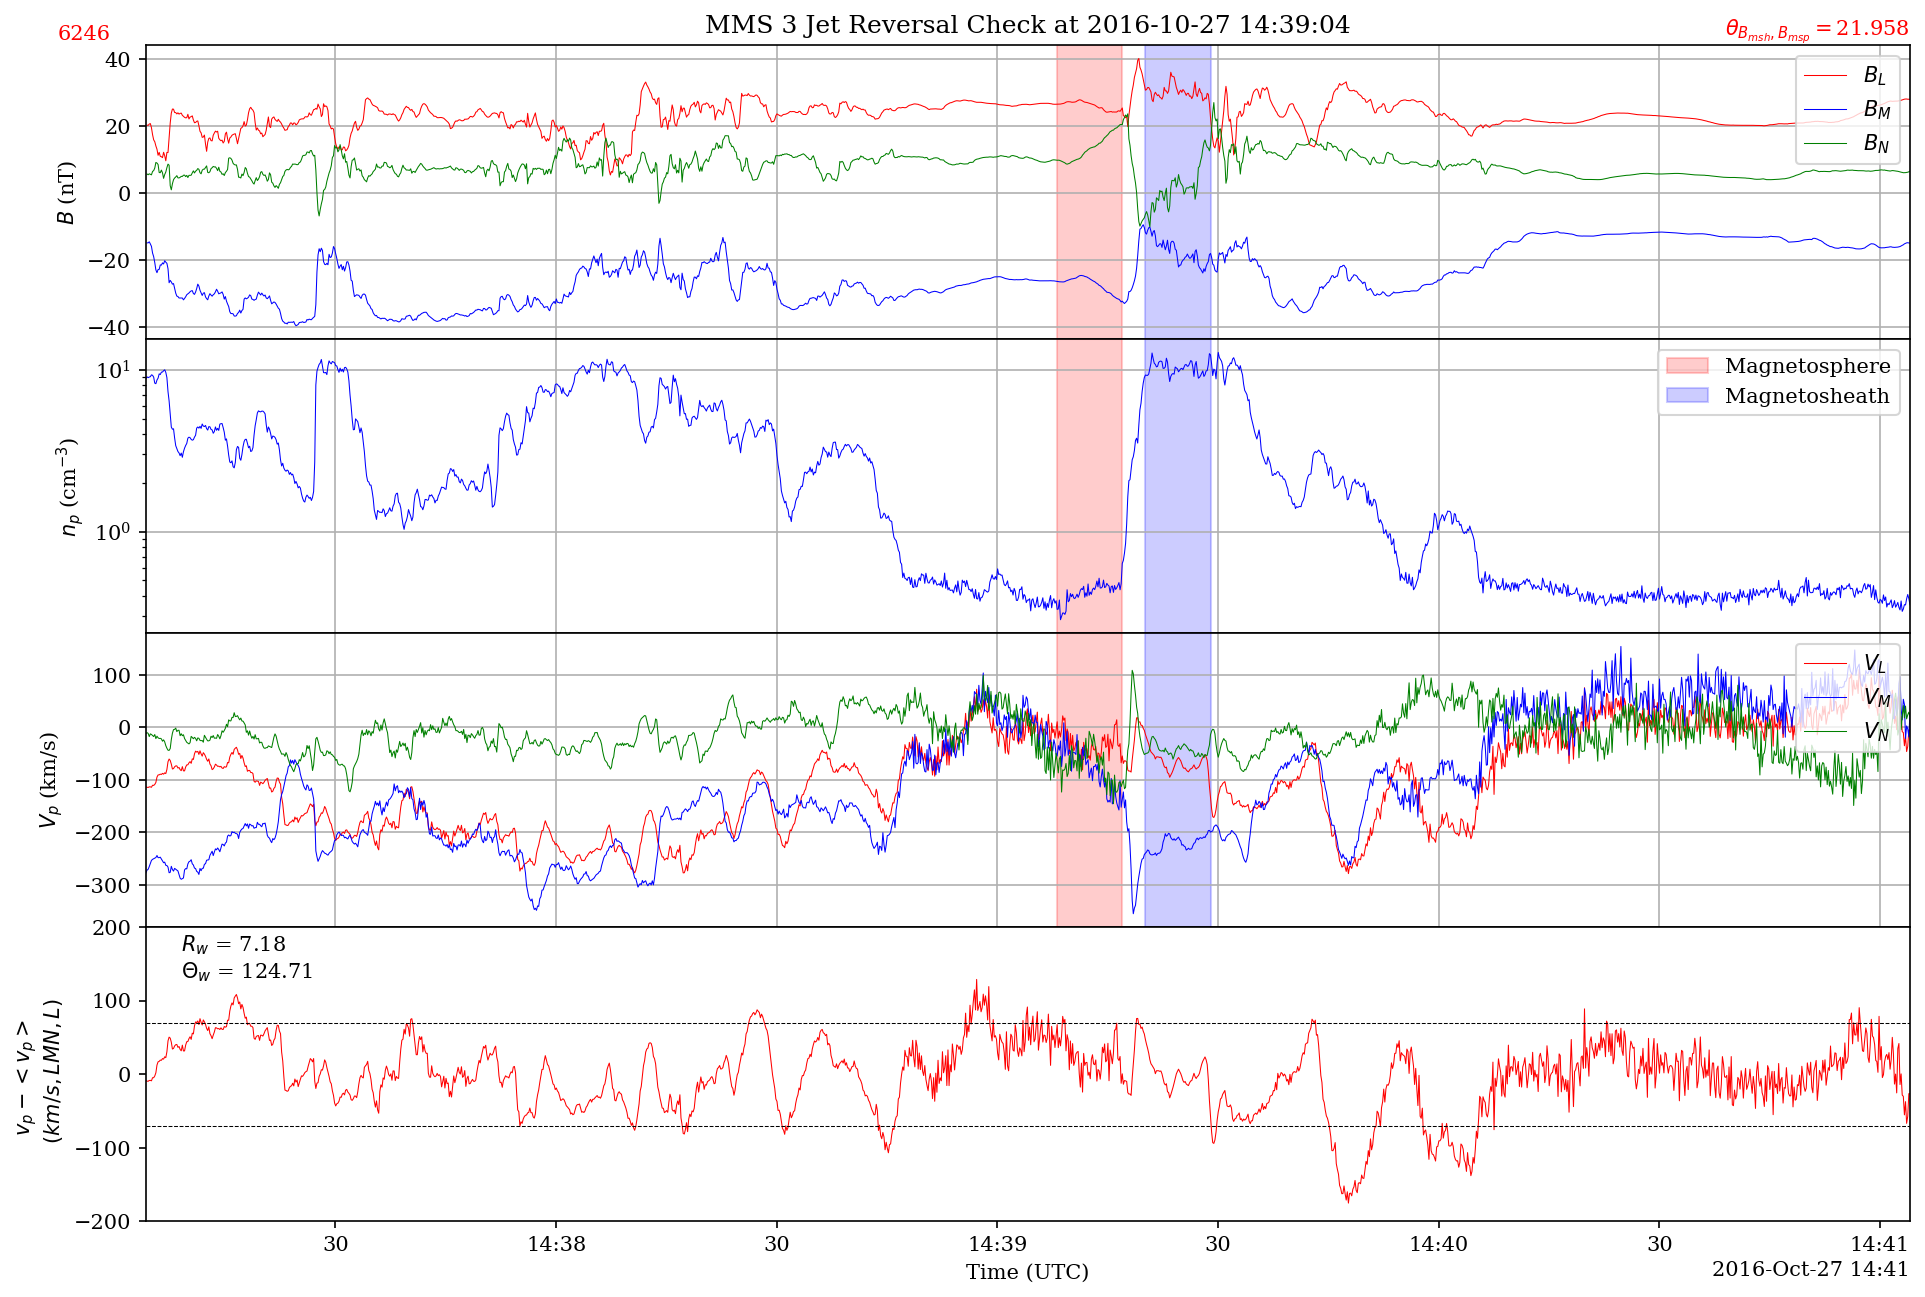 MMS 3 Jet Reversal Check at 2016-10-27 14:39:04
6246
θ_{B_{msh}, B_{msp}} = 21.958
40
20
0
−20
−40
B (nT)
B_L
B_M
B_N
10^1
10^0
n_p (cm^{−3})
Magnetosphere
Magnetosheath
100
0
−100
−200
−300
V_p (km/s)
V_L
V_M
V_N
200
100
0
−100
−200
v_p − < v_p >
(km/s, LMN, L)
R_w = 7.18
Θ_w = 124.71
30 14:38 30 14:39 30 14:40 30 14:41
Time (UTC)
2016-Oct-27 14:41